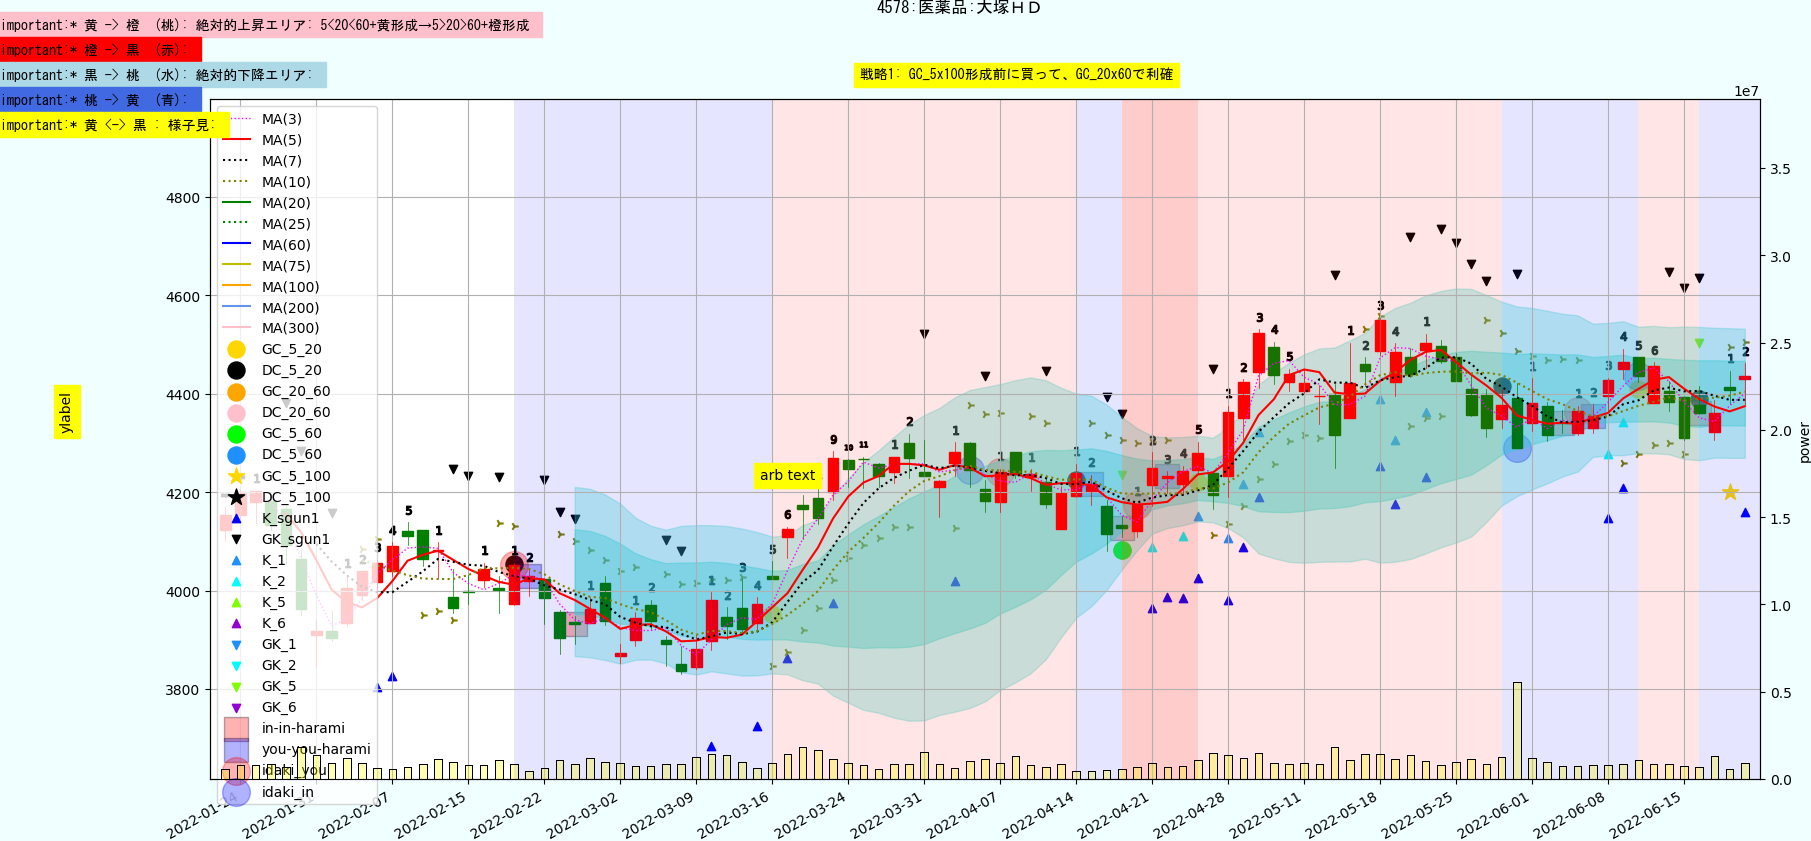 4578:医薬品:大塚ＨＤ
important:* 黄 -> 橙 (桃): 絶対的上昇エリア: 5<20<60+黄形成→5>20>60+橙形成
important:* 橙 -> 黒 (赤):
important:* 黒 -> 桃 (水): 絶対的下降エリア:
important:* 桃 -> 黄 (青):
important:* 黄 <-> 黒 : 様子見:
戦略1: GC_5x100形成前に買って、GC_20x60で利確
1e7
MA(3)
MA(5)
MA(7)
MA(10)
MA(20)
MA(25)
MA(60)
MA(75)
MA(100)
MA(200)
MA(300)
GC_5_20
DC_5_20
GC_20_60
DC_20_60
GC_5_60
DC_5_60
GC_5_100
DC_5_100
K_sgun1
GK_sgun1
K_1
K_2
K_5
K_6
GK_1
GK_2
GK_5
GK_6
in-in-harami
you-you-harami
idaki_you
idaki_in
4800
4600
4400
4200
4000
3800
ylabel
arb text
3.5
3.0
2.5
2.0
1.5
1.0
0.5
0.0
power
2022-01-24
2022-01-31
2022-02-07
2022-02-15
2022-02-22
2022-03-02
2022-03-09
2022-03-16
2022-03-24
2022-03-31
2022-04-07
2022-04-14
2022-04-21
2022-04-28
2022-05-11
2022-05-18
2022-05-25
2022-06-01
2022-06-08
2022-06-15